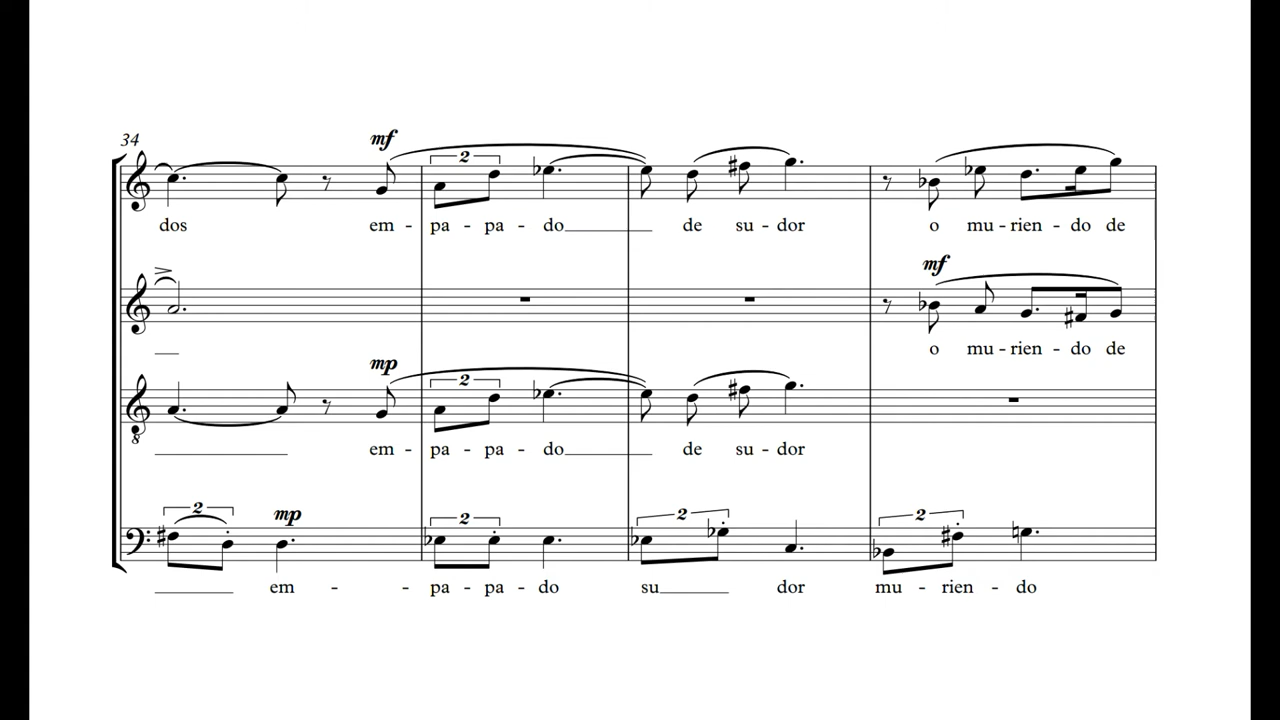 34
mf
2
dos em - pa - pa - do de su - dor o mu - rien - do de
mf
o mu - rien - do de
mp
2
8
em - pa - pa - do de su - dor
2 mp 2 2 2
em - - pa - pa - do su dor mu - rien - do